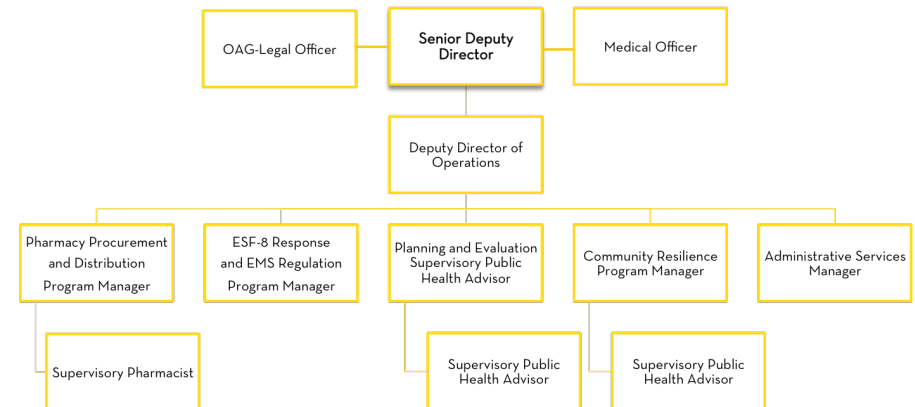 OAG-Legal Officer
Senior Deputy
Director
Medical Officer
Deputy Director of
Operations
Pharmacy Procurement
and Distribution
Program Manager
ESF-8 Response
and EMS Regulation
Program Manager
Planning and Evaluation
Supervisory Public
Health Advisor
Community Resilience
Program Manager
Administrative Services
Manager
Supervisory Pharmacist
Supervisory Public
Health Advisor
Supervisory Public
Health Advisor